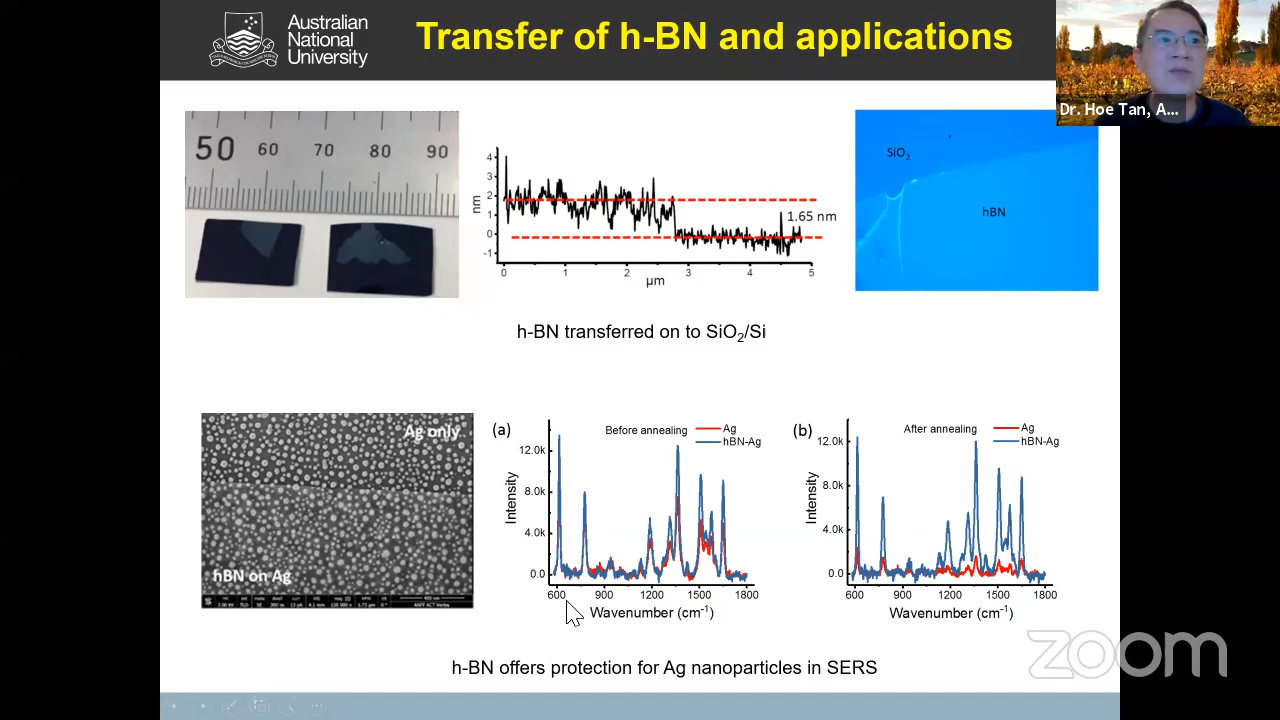 Australian
National
University
Transfer of h-BN and applications
Dr. Hoe Tan, A...
50 60 70 80 90
4
3
2
1
0
-1
nm
0 1 2 3 4 5
µm
1.65 nm
SiO2
hBN
h-BN transferred on to SiO2/Si
Ag only
hBN on Ag
(a)
Before annealing
Ag
hBN-Ag
12.0k
8.0k
4.0k
0.0
Intensity
600 900 1200 1500 1800
Wavenumber (cm-1)
(b)
After annealing
Ag
hBN-Ag
12.0k
8.0k
4.0k
0.0
Intensity
600 900 1200 1500 1800
Wavenumber (cm-1)
h-BN offers protection for Ag nanoparticles in SERS
zoom